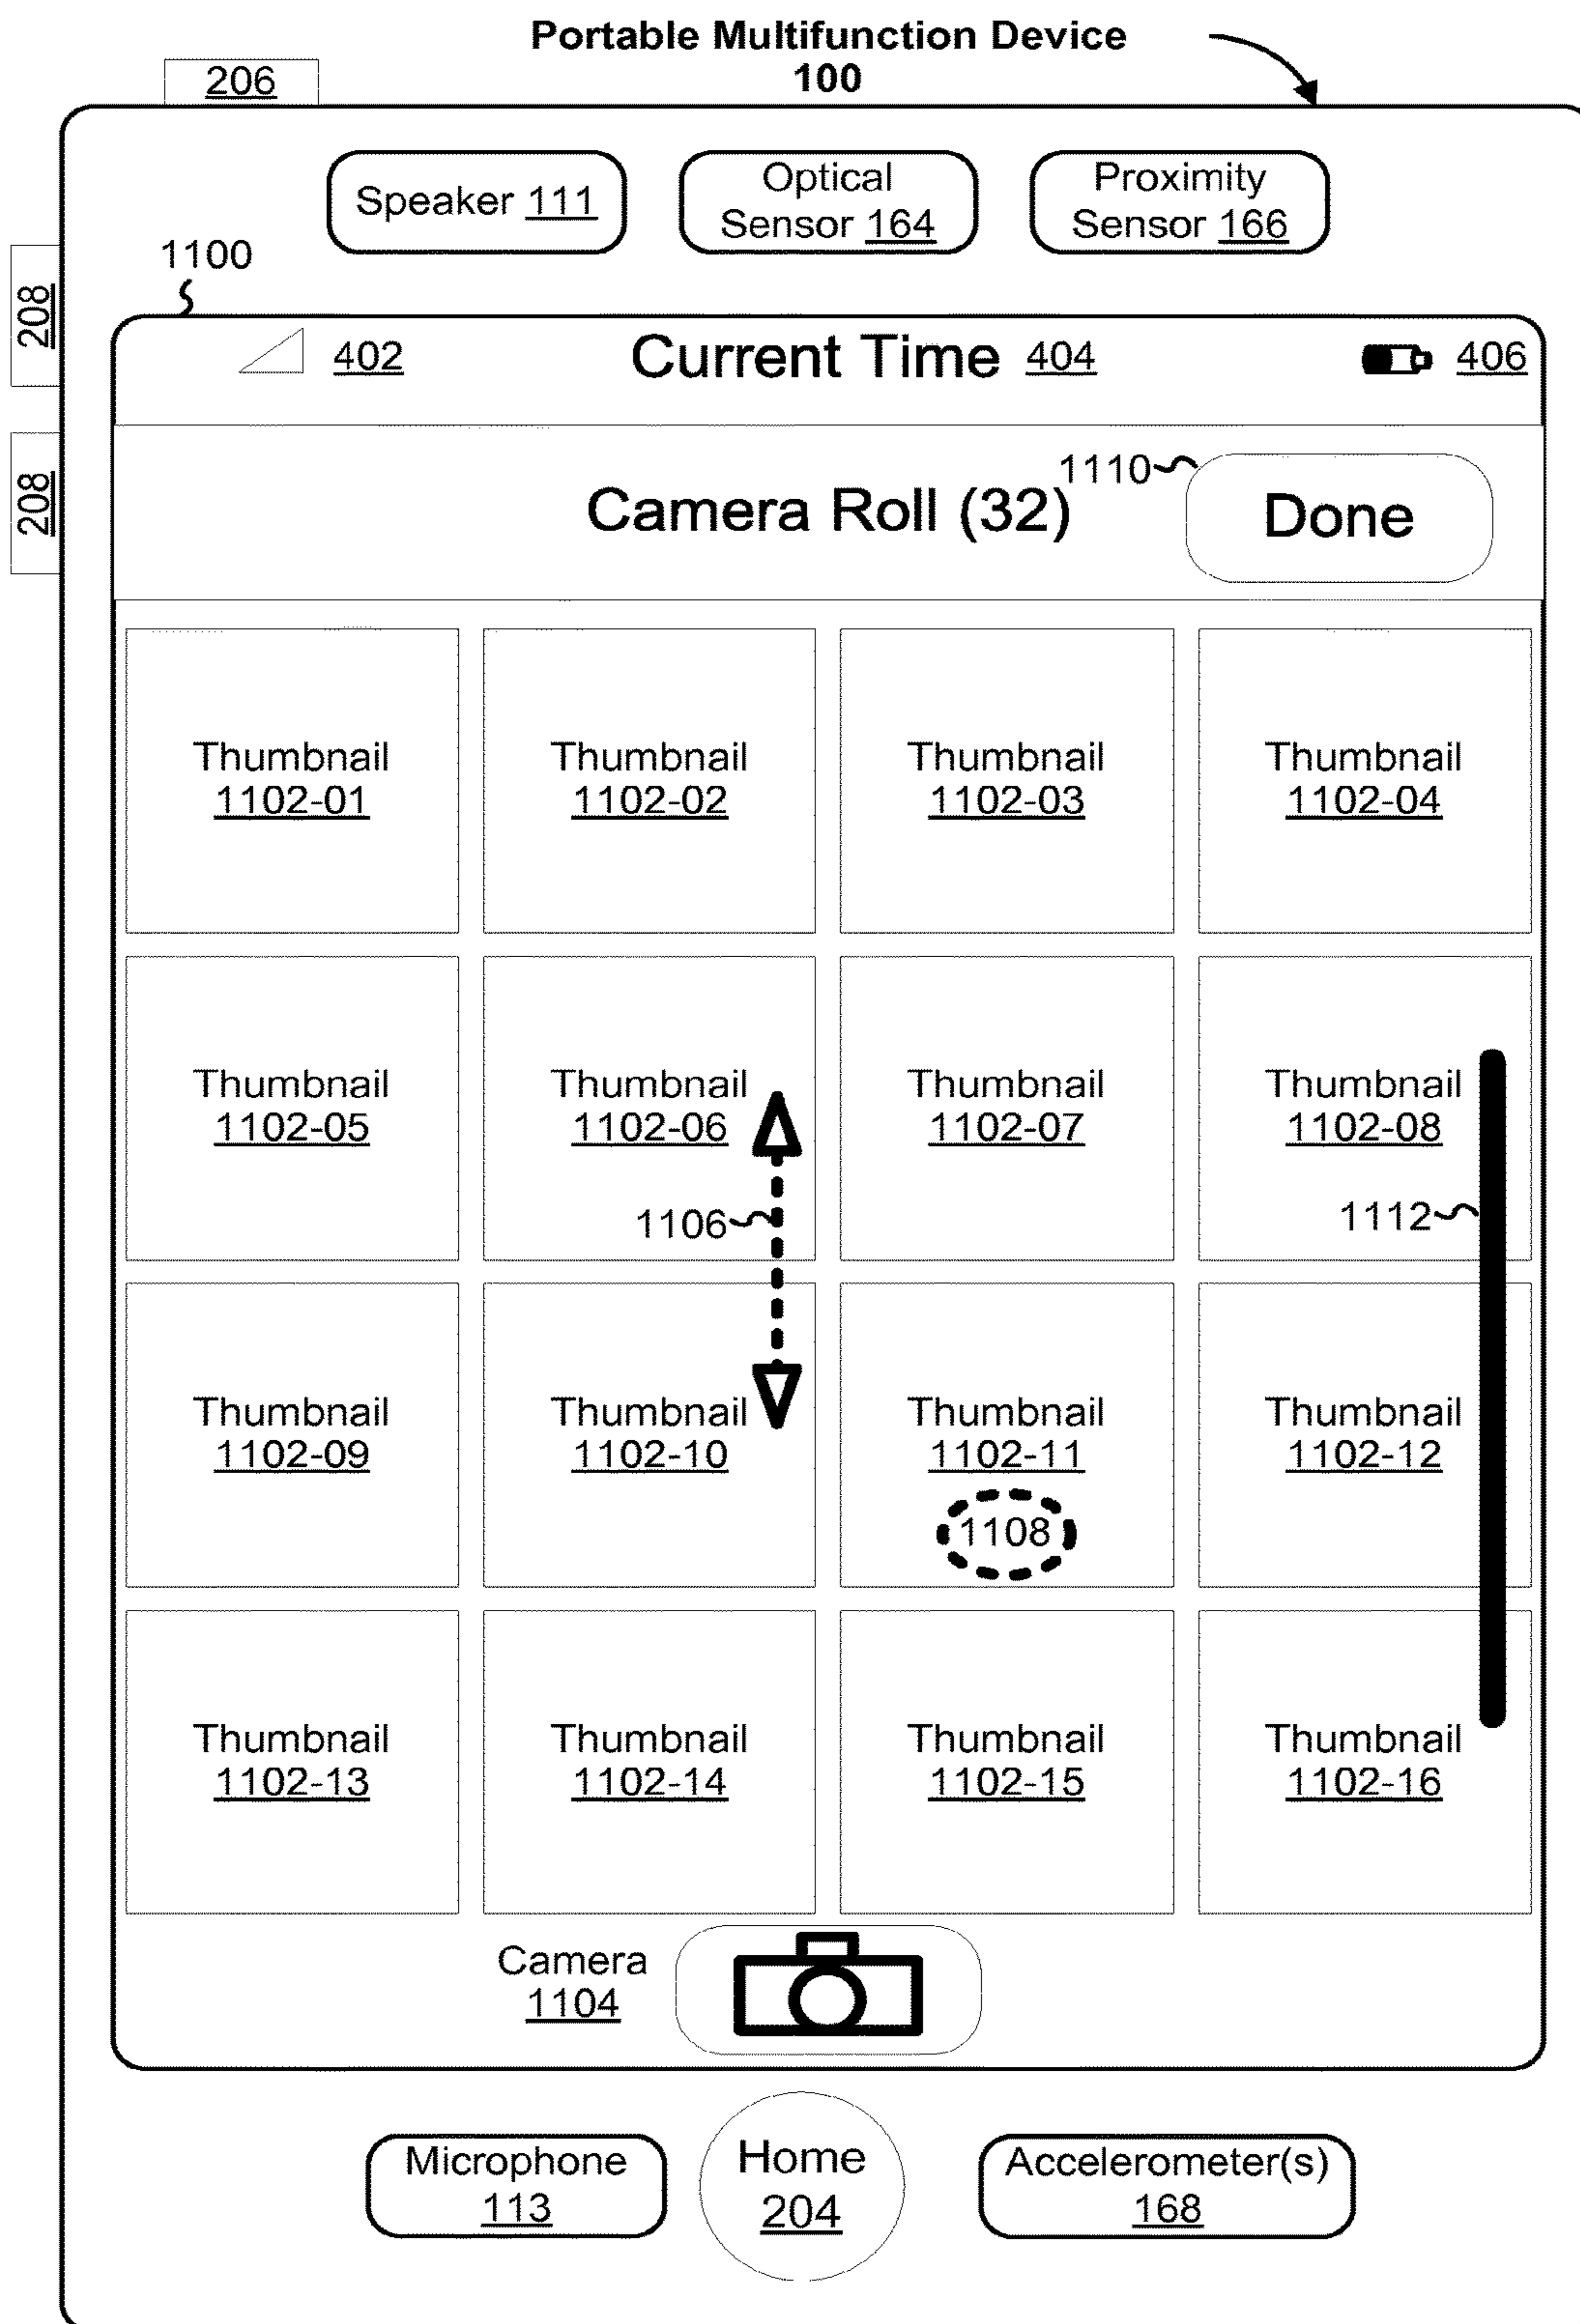 Portable Multifunction Device
100
206
Speaker 111
Optical
Sensor 164
Proximity
Sensor 166
1100
208
402
Current Time 404
406
208
Camera Roll (32)
1110
Done
Thumbnail
1102-01
Thumbnail
1102-02
Thumbnail
1102-03
Thumbnail
1102-04
Thumbnail
1102-05
Thumbnail
1102-06
Thumbnail
1102-07
Thumbnail
1102-08
1106
1112
Thumbnail
1102-09
Thumbnail
1102-10
Thumbnail
1102-11
1108
Thumbnail
1102-12
Thumbnail
1102-13
Thumbnail
1102-14
Thumbnail
1102-15
Thumbnail
1102-16
Camera
1104
Microphone
113
Home
204
Accelerometer(s)
168